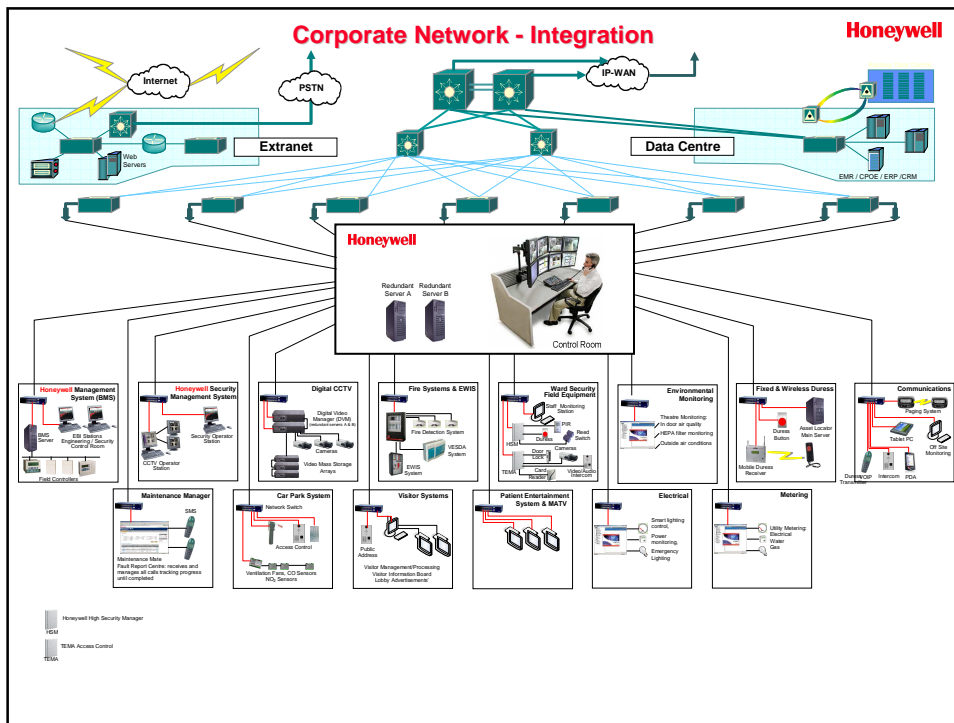 Corporate Network - Integration
Honeywell
Internet
PSTN
IP-WAN
Web
Servers
Extranet
Data Centre
EMR / CPOE / ERP /CRM
Honeywell
Redundant
Server A
Redundant
Server B
Control Room
Honeywell Management
System (BMS)
BMS
Server
EBI Stations
Engineering / Security
Control Room
Field Controllers
Honeywell Security
Management System
Security Operator
Station
CCTV Operator
Station
Digital CCTV
Digital Video
Manager (DVM)
(redundant servers A & B)
Cameras
Video Mass Storage
Arrays
Fire Systems & EWIS
Fire Detection System
VESDA
System
EWIS
System
Ward Security
Field Equipment
Staff Monitoring
Station
PIR
Reed
Switch
HSM
Duress
Cameras
Door
Lock
TEMA
Card
Reader
Video/Audio
Intercom
Environmental
Monitoring
Theatre Monitoring:
In door air quality
HEPA filter monitoring
Outside air conditions
Fixed & Wireless Duress
Duress
Button
Asset Locator
Main Server
Mobile Duress
Receiver
Communications
Paging System
Tablet PC
Off Site
Monitoring
Duress
Transmitter
VOIP
Intercom
PDA
Maintenance Manager
SMS
Maintenance Mate
Fault Report Centre: receives and
manages all calls tracking progress
until completed
Car Park System
Network Switch
Access Control
Ventilation Fans, CO Sensors
NO2 Sensors
Visitor Systems
Public
Address
Visitor Management/Processing
Visitor Information Board
Lobby Advertisements/
Patient Entertainment
System & MATV
Electrical
Smart lighting
control,
Power
monitoring,
Emergency
Lighting
Metering
Utility Metering:
Electrical
Water
Gas
Honeywell High Security Manager
HSM
TEMA Access Control
TEMA